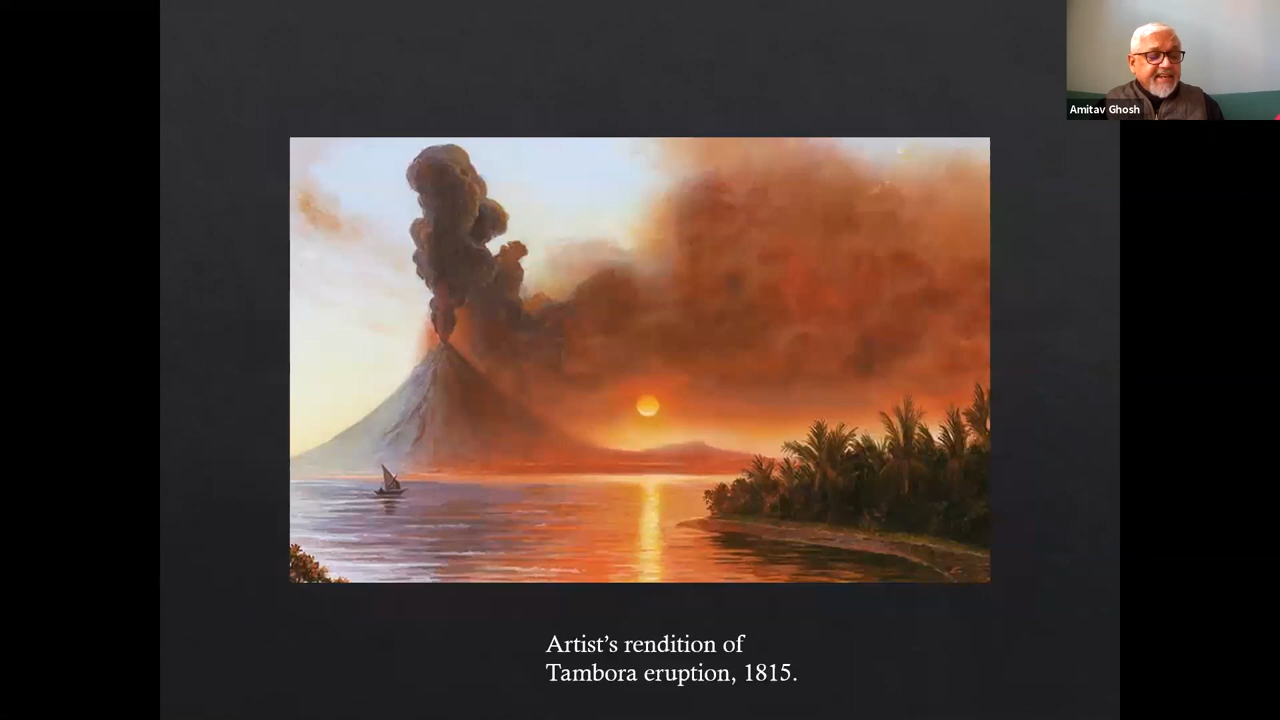 Amitav Ghosh
Artist’s rendition of
Tambora eruption, 1815.